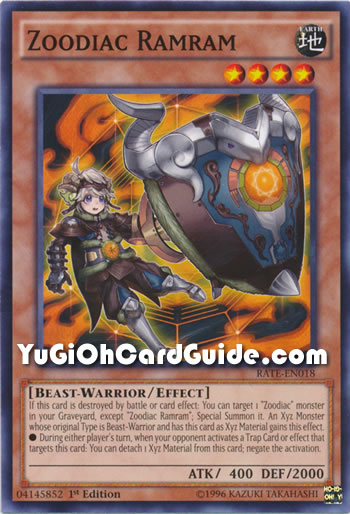 Zoodiac Ramram
EARTH
地
YuGiOhCardGuide.com
RATE-EN018
[Beast-Warrior/Effect]
If this card is destroyed by battle or card effect: You can target 1 "Zoodiac" monster
in your Graveyard, except "Zoodiac Ramram"; Special Summon it. An Xyz Monster
whose original Type is Beast-Warrior and has this card as Xyz Material gains this effect.
● During either player's turn, when your opponent activates a Trap Card or effect that
targets this card: You can detach 1 Xyz Material from this card; negate the activation.
ATK/ 400 DEF/2000
04145852 1st Edition ©1996 KAZUKI TAKAHASHI